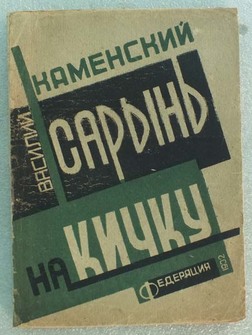 ВАСИЛИЙ
КАМЕНСКИЙ
САРЫНЬ
НА
КИЧКУ
ФЕДЕРАЦИЯ
1932